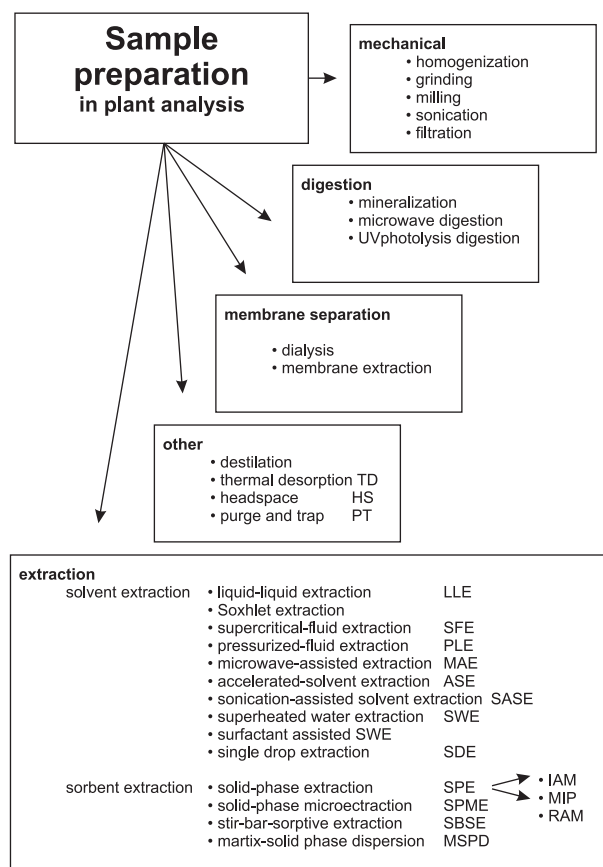 Sample
preparation
in plant analysis
mechanical
• homogenization
• grinding
• milling
• sonication
• filtration
digestion
• mineralization
• microwave digestion
• UVphotolysis digestion
membrane separation
• dialysis
• membrane extraction
other
• destilation
• thermal desorption TD
• headspace HS
• purge and trap PT
extraction
solvent extraction • liquid-liquid extraction LLE
• Soxhlet extraction
• supercritical-fluid extraction SFE
• pressurized-fluid extraction PLE
• microwave-assisted extraction MAE
• accelerated-solvent extraction ASE
• sonication-assisted solvent extraction SASE
• superheated water extraction SWE
• surfactant assisted SWE
• single drop extraction SDE
sorbent extraction • solid-phase extraction SPE • IAM
• solid-phase microectraction SPME • MIP
• stir-bar-sorptive extraction SBSE • RAM
• martix-solid phase dispersion MSPD